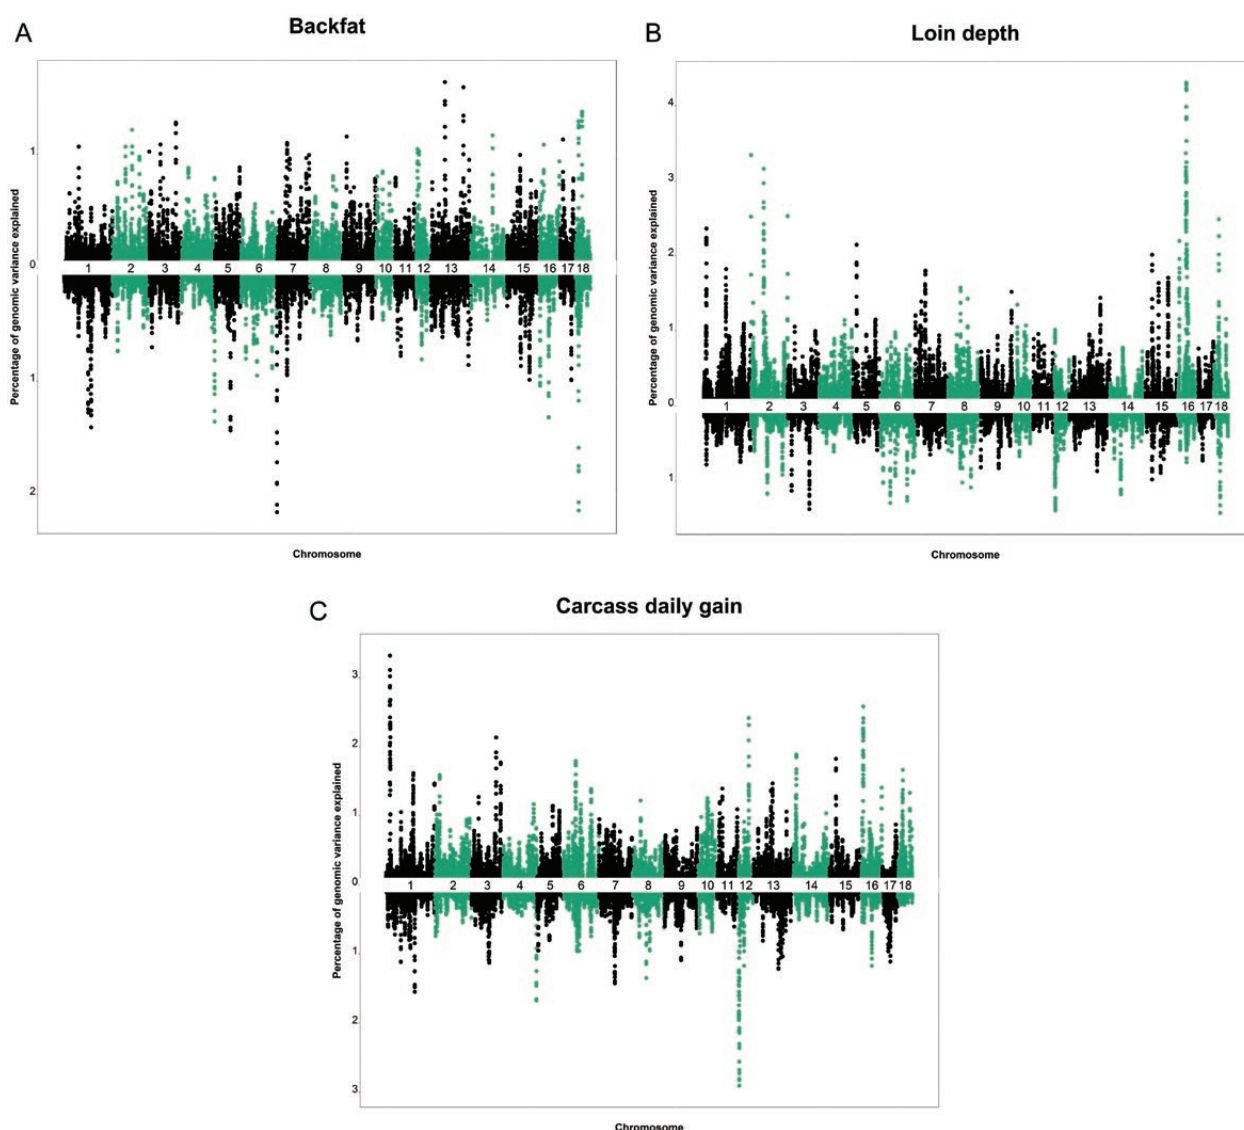 A
Backfat
Percentage of genomic variance explained
1
0
1
2
1 2 3 4 5 6 7 8 9 10 11 12 13 14 15 16 17 18
Chromosome
B
Loin depth
Percentage of genomic variance explained
4
3
2
1
0
1
1 2 3 4 5 6 7 8 9 10 11 12 13 14 15 16 17 18
Chromosome
C
Carcass daily gain
Percentage of genomic variance explained
3
2
1
0
1
2
3
1 2 3 4 5 6 7 8 9 10 11 12 13 14 15 16 17 18
Chromosome